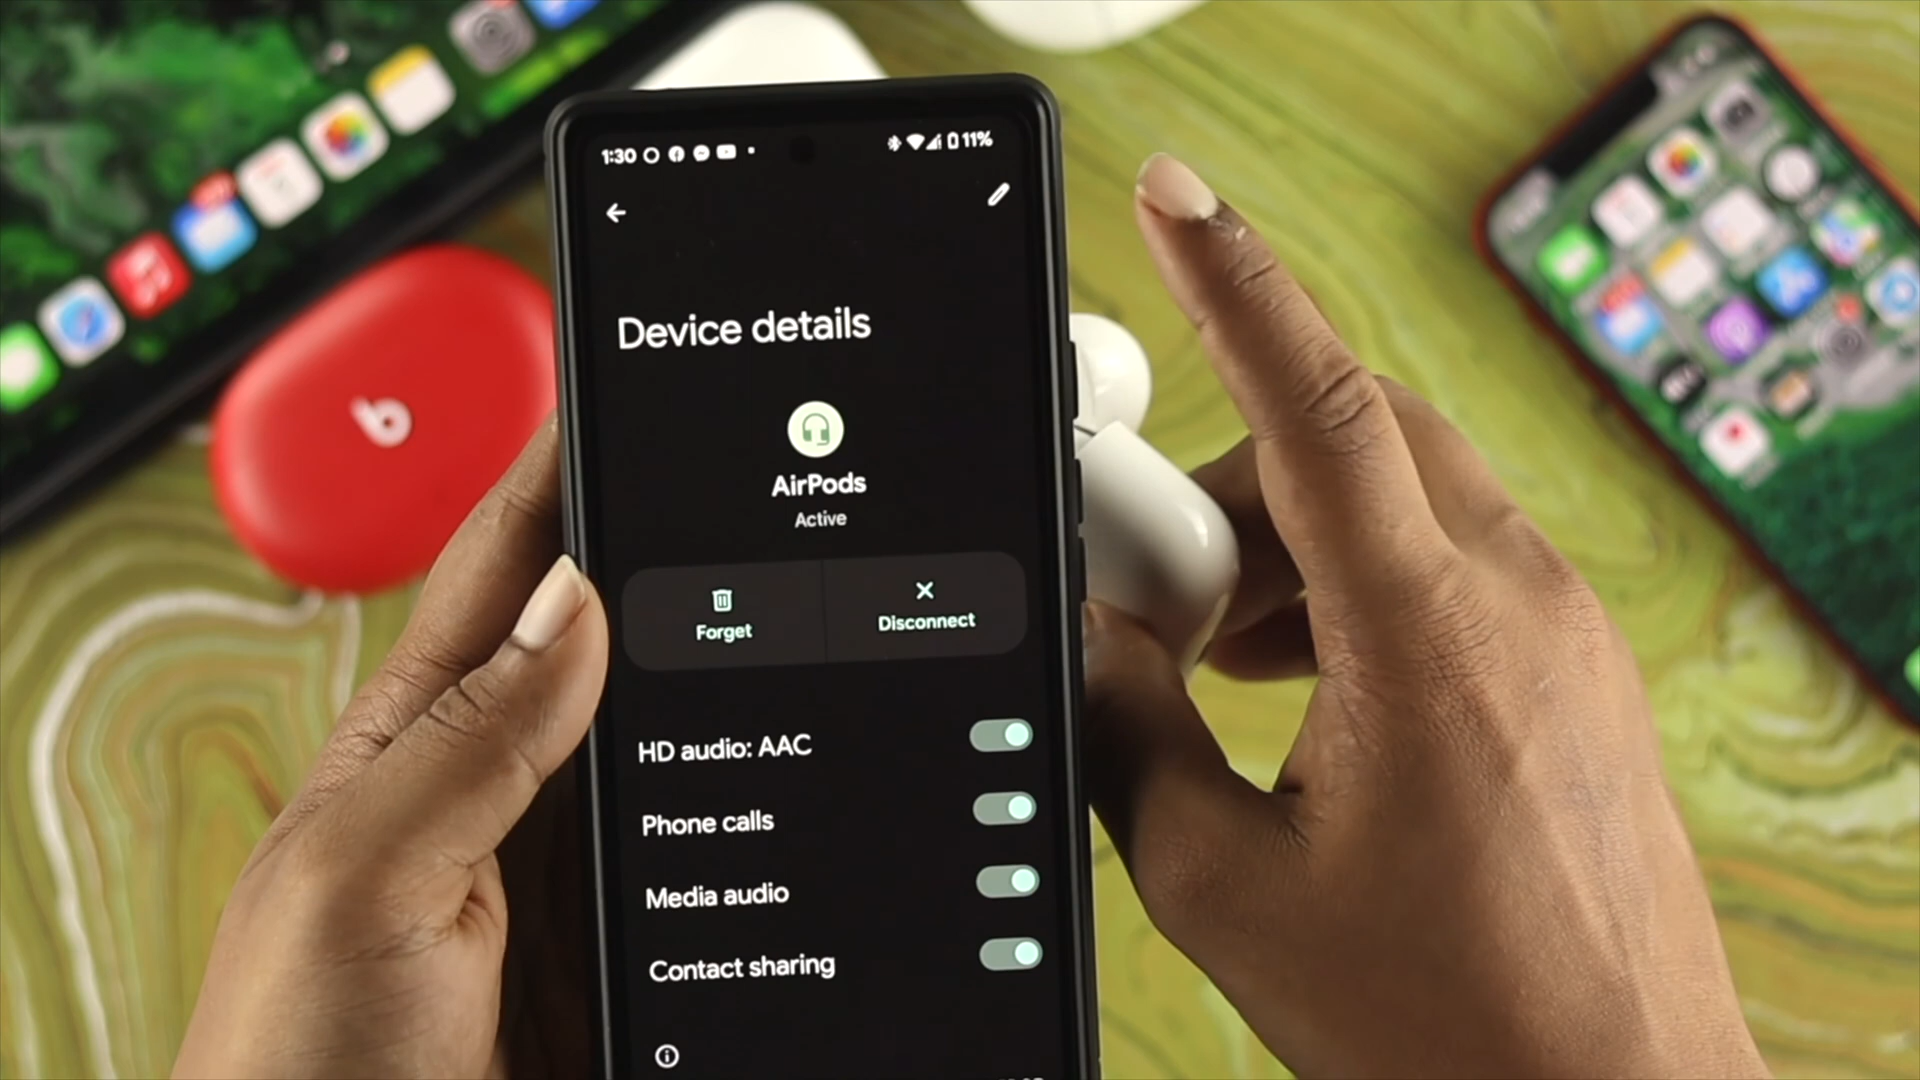 1:30 11%
Device details
AirPods
Active
Forget
Disconnect
HD audio: AAC
Phone calls
Media audio
Contact sharing